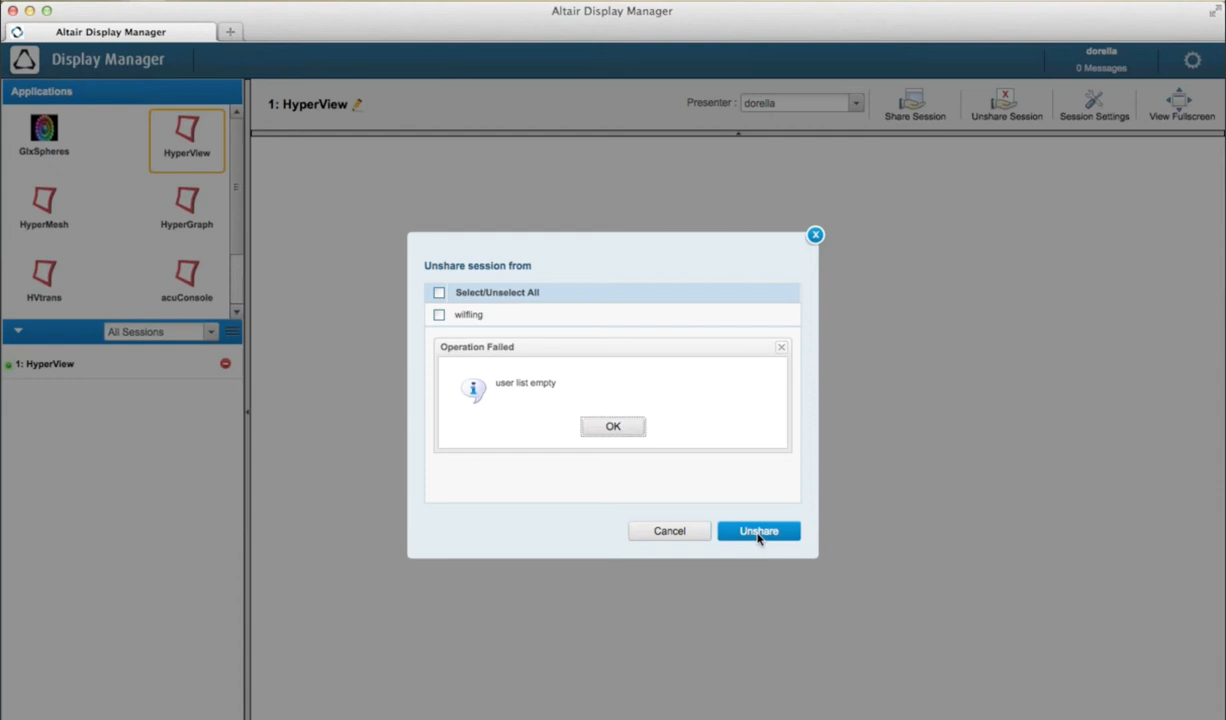 Altair Display Manager
Altair Display Manager
Display Manager
dorella
0 Messages
Applications
GlxSpheres
HyperView
HyperMesh
HyperGraph
HVtrans
acuConsole
All Sessions
1: HyperView
1: HyperView
Presenter :
dorella
Share Session
Unshare Session
Session Settings
View Fullscreen
Unshare session from
Select/Unselect All
wilfling
Operation Failed
user list empty
OK
Cancel
Unshare